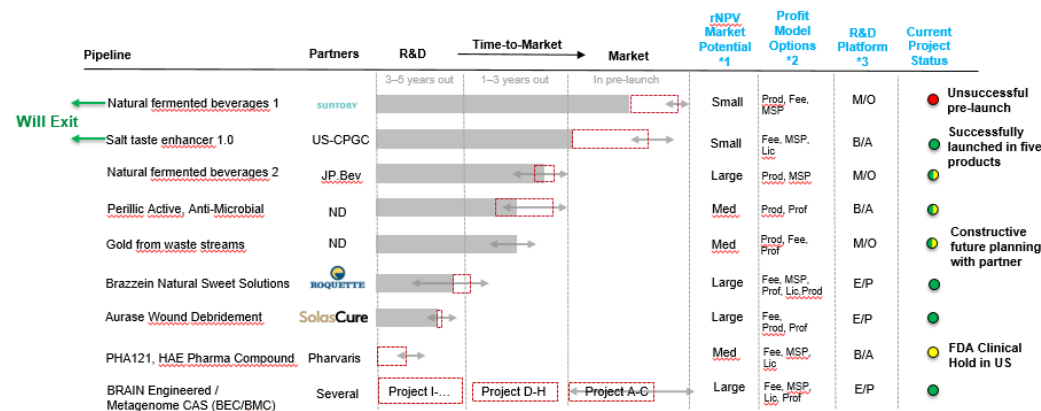 rNPV Market Potential *1
Profit Model Options *2
R&D Platform *3
Current Project Status
Pipeline
Partners
R&D
Time-to-Market
Market
3–5 years out
1–3 years out
In pre-launch
Will Exit
Natural fermented beverages 1
SUNTORY
Small
Prod, Fee,
MSP
M/O
Unsuccessful
pre-launch
Salt taste enhancer 1.0
US-CPGC
Small
Fee, MSP,
Lic
B/A
Successfully
launched in five
products
Natural fermented beverages 2
JP.Bev
Large
Prod, MSP
M/O
Perillic Active, Anti-Microbial
ND
Med
Prod, Prof
B/A
Gold from waste streams
ND
Med
Prod, Fee,
Prof
M/O
Constructive
future planning
with partner
Brazzein Natural Sweet Solutions
ROQUETTE
Large
Fee, MSP,
Prof, Lic,Prod
E/P
Aurase Wound Debridement
SolasCure
Large
Fee,
Prod, Prof
E/P
PHA121, HAE Pharma Compound
Pharvaris
Med
Fee, MSP,
Lic
B/A
FDA Clinical
Hold in US
BRAIN Engineered /
Metagenome CAS (BEC/BMC)
Several
Project I-…
Project D-H
Project A-C
Large
Fee, MSP,
Lic, Prof
E/P